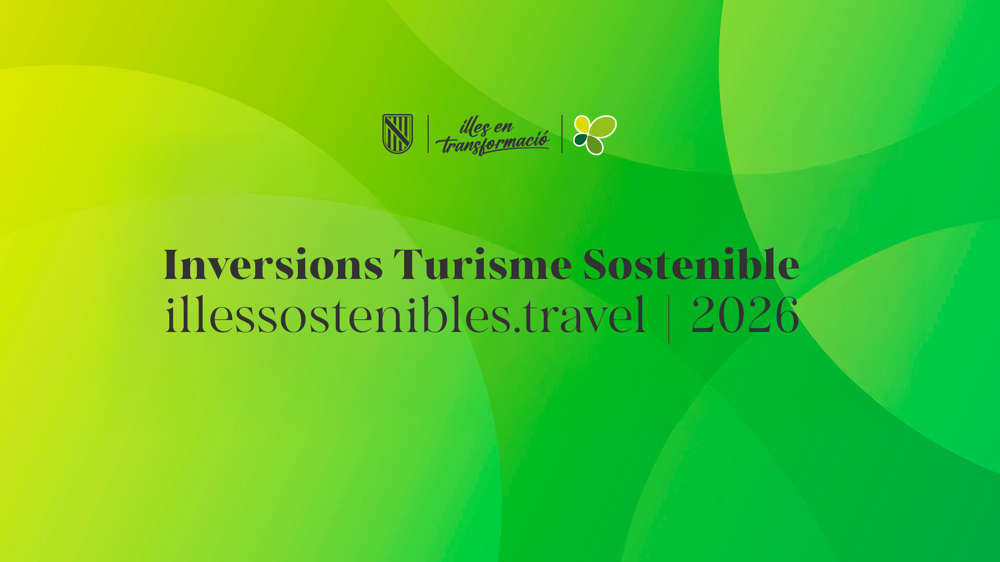 illes en
transformació
Inversions Turisme Sostenible
illessostenibles.travel | 2026